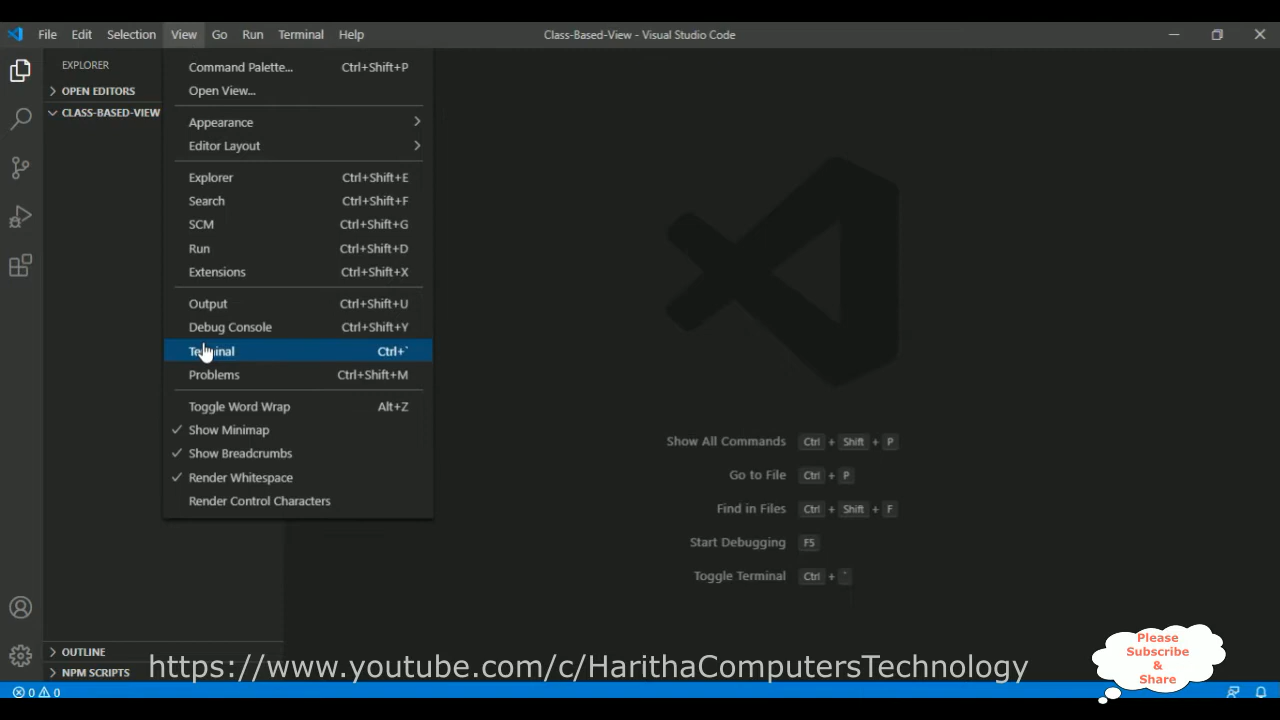 File Edit Selection View Go Run Terminal Help Class-Based-View - Visual Studio Code
EXPLORER
OPEN EDITORS
CLASS-BASED-VIEW
Command Palette... Ctrl+Shift+P
Open View...
Appearance
Editor Layout
Explorer Ctrl+Shift+E
Search Ctrl+Shift+F
SCM Ctrl+Shift+G
Run Ctrl+Shift+D
Extensions Ctrl+Shift+X
Output Ctrl+Shift+U
Debug Console Ctrl+Shift+Y
Terminal Ctrl+`
Problems Ctrl+Shift+M
Toggle Word Wrap Alt+Z
Show Minimap
Show Breadcrumbs
Render Whitespace
Render Control Characters
Show All Commands Ctrl + Shift + P
Go to File Ctrl + P
Find in Files Ctrl + Shift + F
Start Debugging F5
Toggle Terminal Ctrl + `
OUTLINE
NPM SCRIPTS
https://www.youtube.com/c/HarithaComputersTechnology
Please
Subscribe
&
Share
0 0